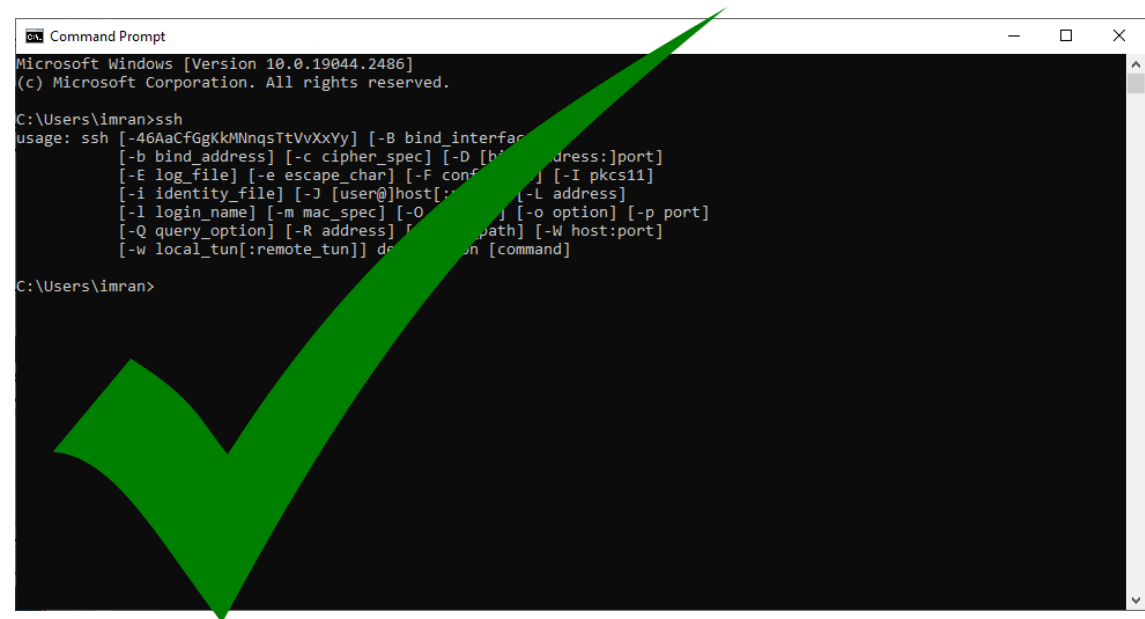 Command Prompt
Microsoft Windows [Version 10.0.19044.2486]
(c) Microsoft Corporation. All rights reserved.
C:\Users\imran>ssh
usage: ssh [-46AaCfGgKkMNnqsTtVvXxYy] [-B bind_interfac
[-b bind_address] [-c cipher_spec] [-D [b dress:]port]
[-E log_file] [-e escape_char] [-F conf ] [-I pkcs11]
[-i identity_file] [-J [user@]host[: [-L address]
[-l login_name] [-m mac_spec] [-O ] [-o option] [-p port]
[-Q query_option] [-R address] [ path] [-W host:port]
[-w local_tun[:remote_tun]] de on [command]
C:\Users\imran>